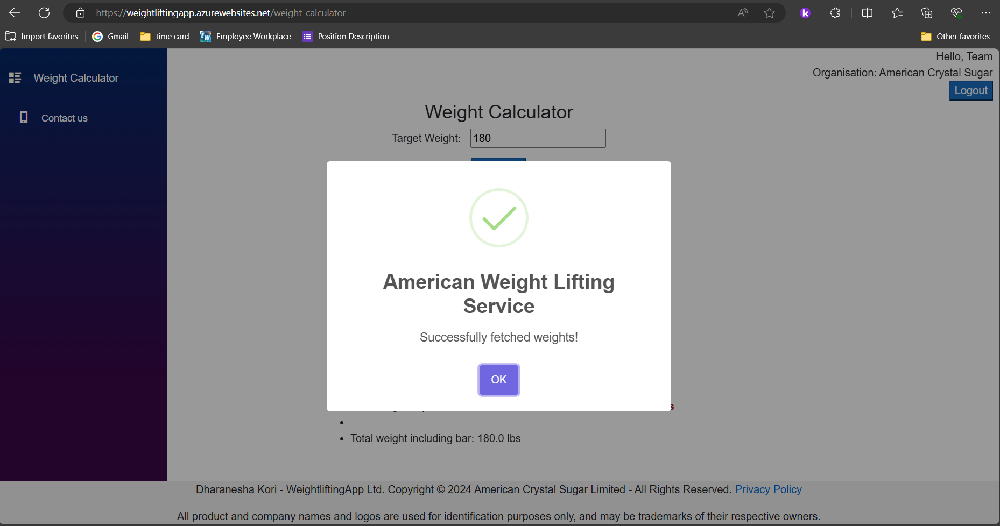 https://weightliftingapp.azurewebsites.net/weight-calculator
Import favorites
Gmail
time card
Employee Workplace
Position Description
Other favorites
Weight Calculator
Contact us
Hello, Team
Organisation: American Crystal Sugar
Logout
Weight Calculator
Target Weight: 180
American Weight Lifting
Service
Successfully fetched weights!
OK
Total weight including bar: 180.0 lbs
Dharanesha Kori - WeightliftingApp Ltd. Copyright © 2024 American Crystal Sugar Limited - All Rights Reserved. Privacy Policy
All product and company names and logos are used for identification purposes only, and may be trademarks of their respective owners.